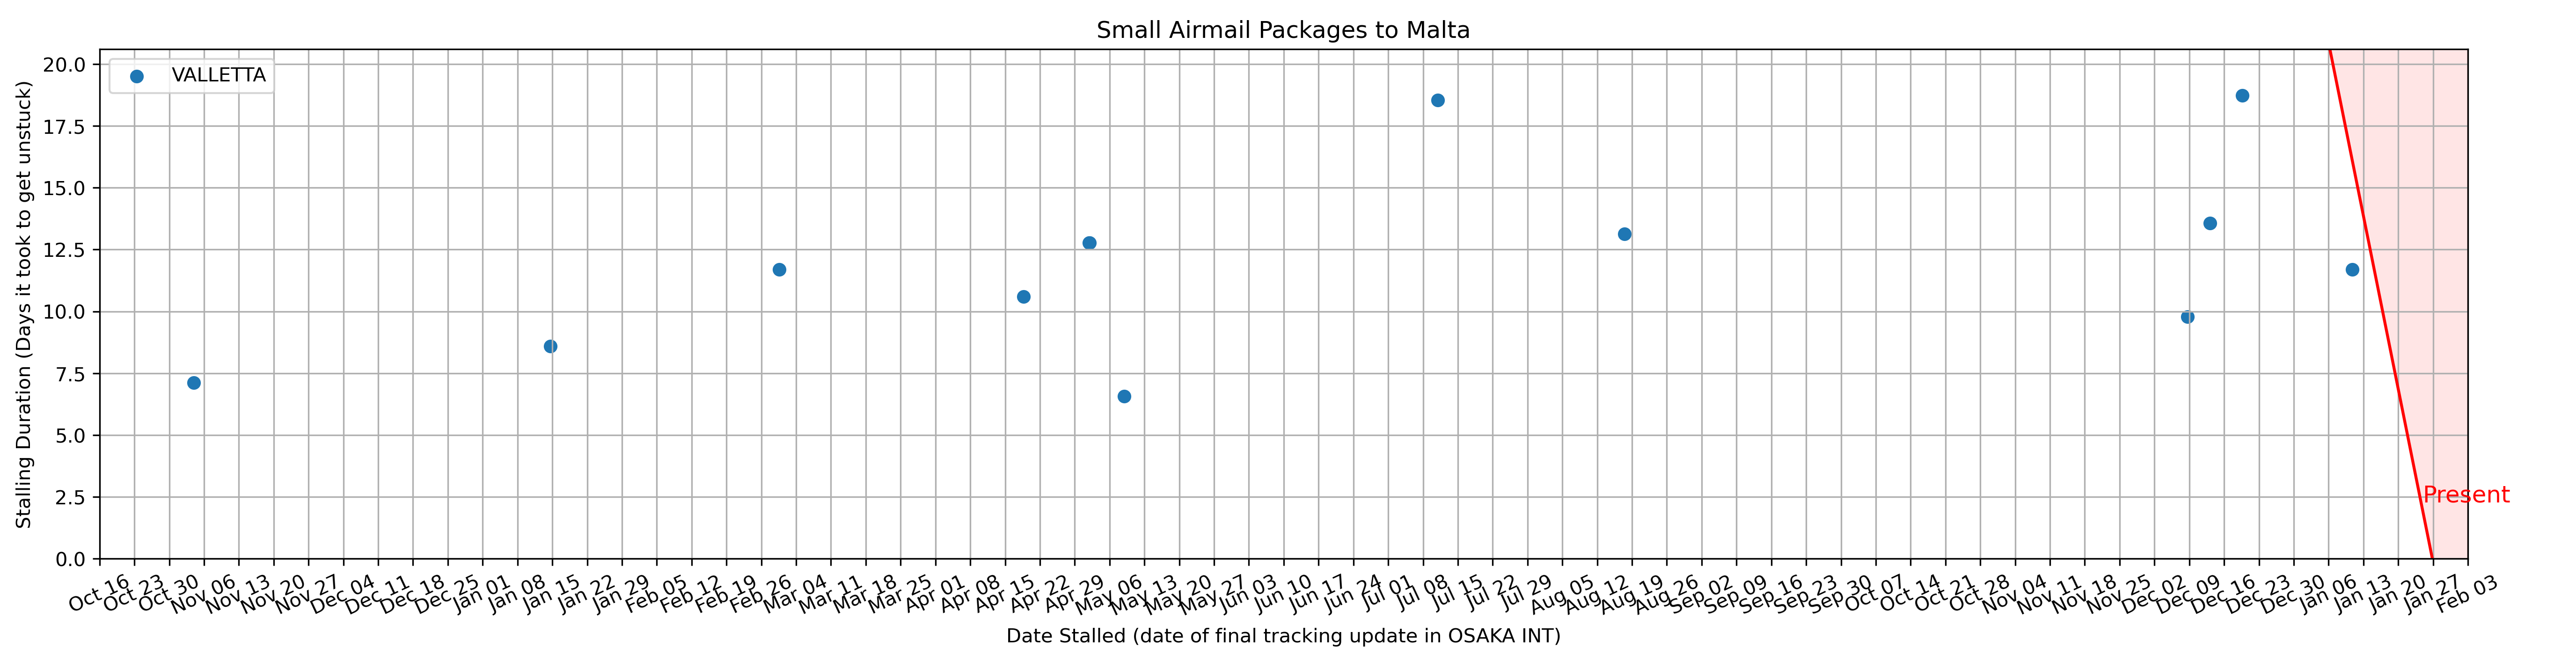 Small Airmail Packages to Malta
VALLETTA
Stalling Duration (Days it took to get unstuck)
20.0
17.5
15.0
12.5
10.0
7.5
5.0
2.5
0.0
Present
Oct 16 Oct 23 Oct 30 Nov 06 Nov 13 Nov 20 Nov 27 Dec 04 Dec 11 Dec 18 Dec 25 Jan 01 Jan 08 Jan 15 Jan 22 Jan 29 Feb 05 Feb 12 Feb 19 Feb 26 Mar 04 Mar 11 Mar 18 Mar 25 Apr 01 Apr 08 Apr 15 Apr 22 Apr 29 May 06 May 13 May 20 May 27 Jun 03 Jun 10 Jun 17 Jun 24 Jul 01 Jul 08 Jul 15 Jul 22 Jul 29 Aug 05 Aug 12 Aug 19 Aug 26 Sep 02 Sep 09 Sep 16 Sep 23 Sep 30 Oct 07 Oct 14 Oct 21 Oct 28 Nov 04 Nov 11 Nov 18 Nov 25 Dec 02 Dec 09 Dec 16 Dec 23 Dec 30 Jan 06 Jan 13 Jan 20 Jan 27 Feb 03
Date Stalled (date of final tracking update in OSAKA INT)